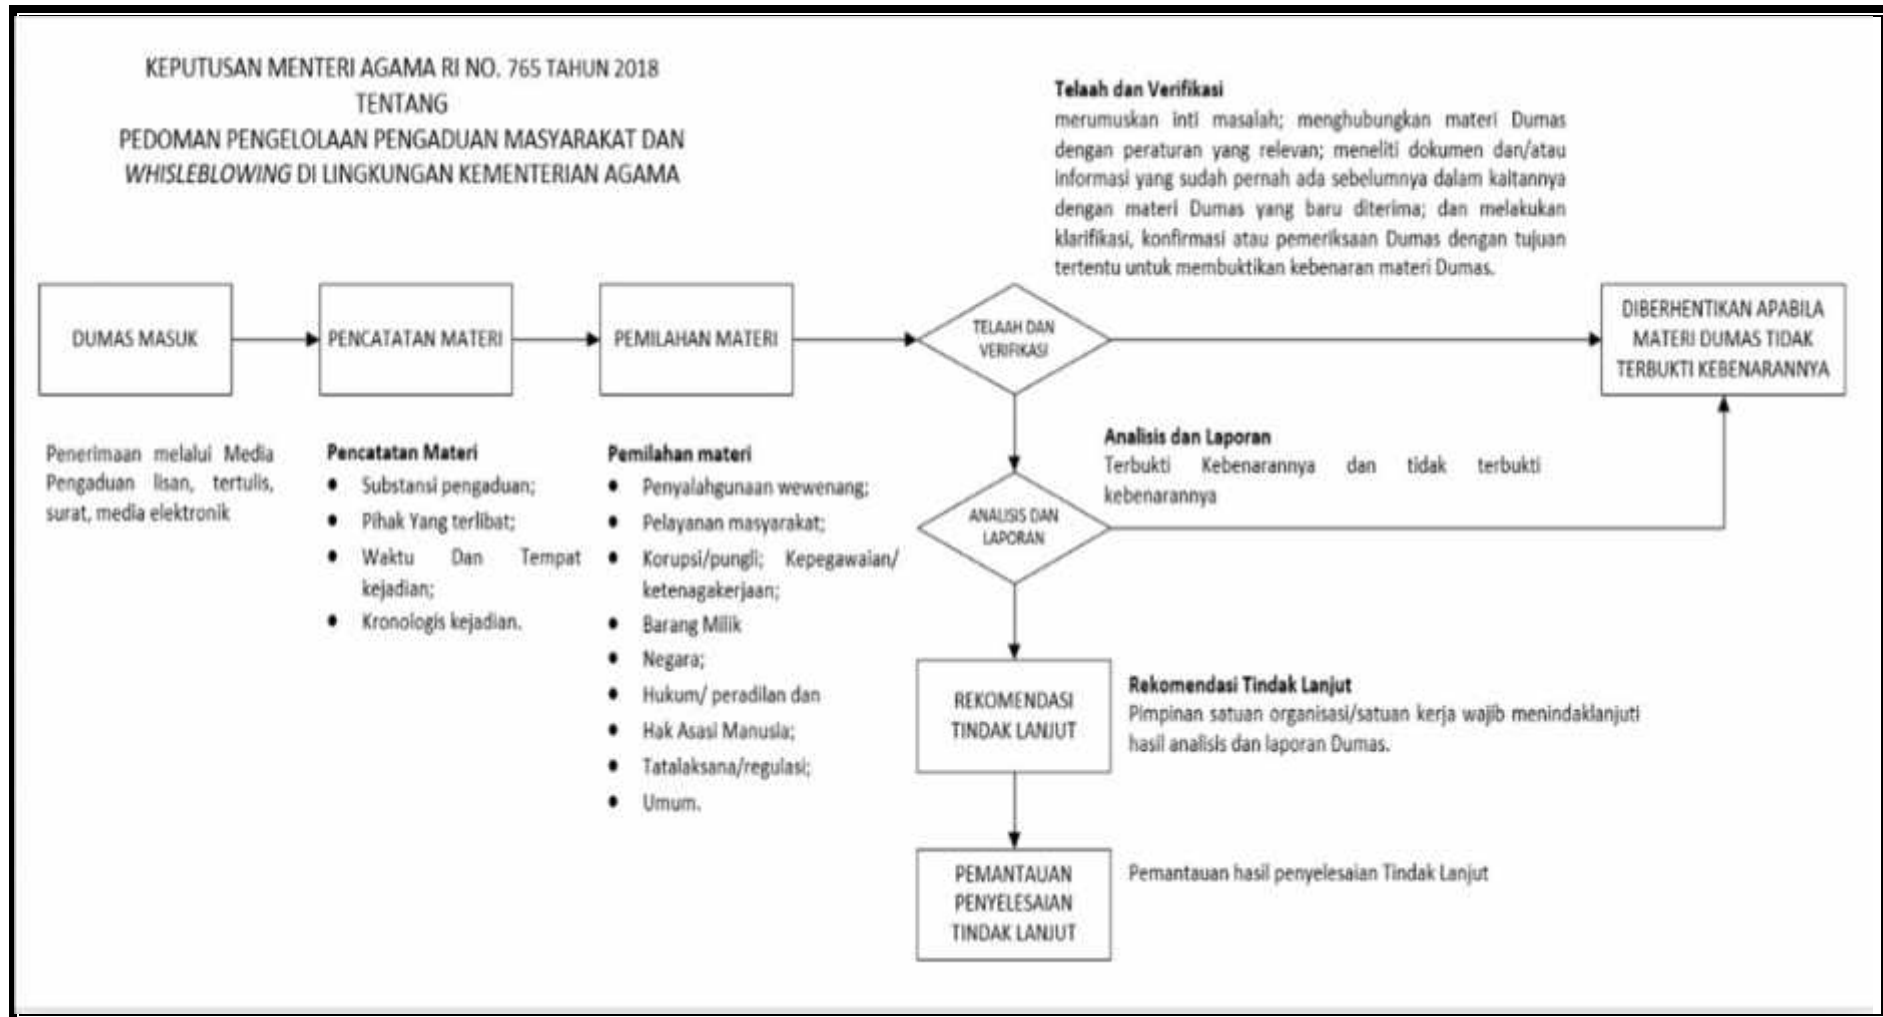 KEPUTUSAN MENTERI AGAMA RI NO. 765 TAHUN 2018
TENTANG
PEDOMAN PENGELOLAAN PENGADUAN MASYARAKAT DAN
WHISLEBLOWING DI LINGKUNGAN KEMENTERIAN AGAMA
Telaah dan Verifikasi
merumuskan inti masalah; menghubungkan materi Dumas
dengan peraturan yang relevan; meneliti dokumen dan/atau
informasi yang sudah pernah ada sebelumnya dalam kaitannya
dengan materi Dumas yang baru diterima; dan melakukan
klarifikasi, konfirmasi atau pemeriksaan Dumas dengan tujuan
tertentu untuk membuktikan kebenaran materi Dumas.
DUMAS MASUK
PENCATATAN MATERI
PEMILAHAN MATERI
TELAAH DAN
VERIFIKASI
DIBERHENTIKAN APABILA
MATERI DUMAS TIDAK
TERBUKTI KEBENARANNYA
Penerimaan melalui Media
Pengaduan lisan, tertulis,
surat, media elektronik
Pencatatan Materi
● Substansi pengaduan;
● Pihak Yang terlibat;
● Waktu Dan Tempat
kejadian;
● Kronologis kejadian.
Pemilahan materi
● Penyalahgunaan wewenang;
● Pelayanan masyarakat;
● Korupsi/pungli; Kepegawaian/
ketenagakerjaan;
● Barang Milik
● Negara;
● Hukum/ peradilan dan
● Hak Asasi Manusia;
● Tatalaksana/regulasi;
● Umum.
Analisis dan Laporan
Terbukti Kebenarannya dan tidak terbukti
kebenarannya
ANALISIS DAN
LAPORAN
REKOMENDASI
TINDAK LANJUT
Rekomendasi Tindak Lanjut
Pimpinan satuan organisasi/satuan kerja wajib menindaklanjuti
hasil analisis dan laporan Dumas.
PEMANTAUAN
PENYELESAIAN
TINDAK LANJUT
Pemantauan hasil penyelesaian Tindak Lanjut